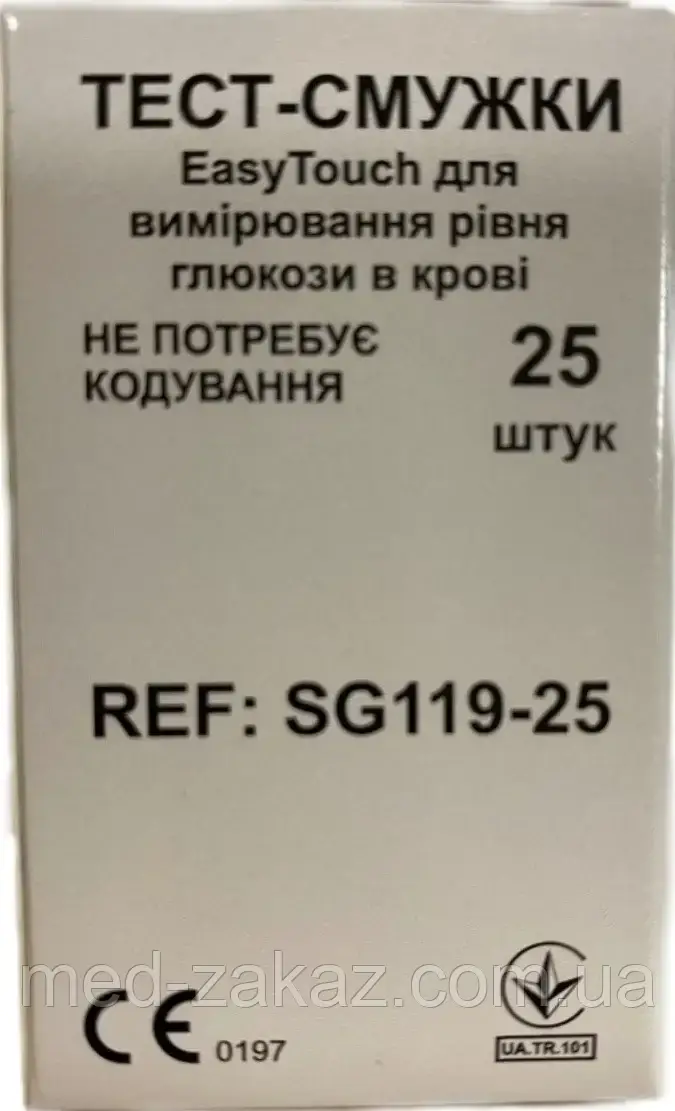 ТЕСТ-СМУЖКИ
EasyTouch для
вимірювання рівня
глюкози в крові
НЕ ПОТРЕБУЄ
КОДУВАННЯ
25
штук
REF: SG119-25
med-zakaz.com.ua
CE 0197
UA.TR.101